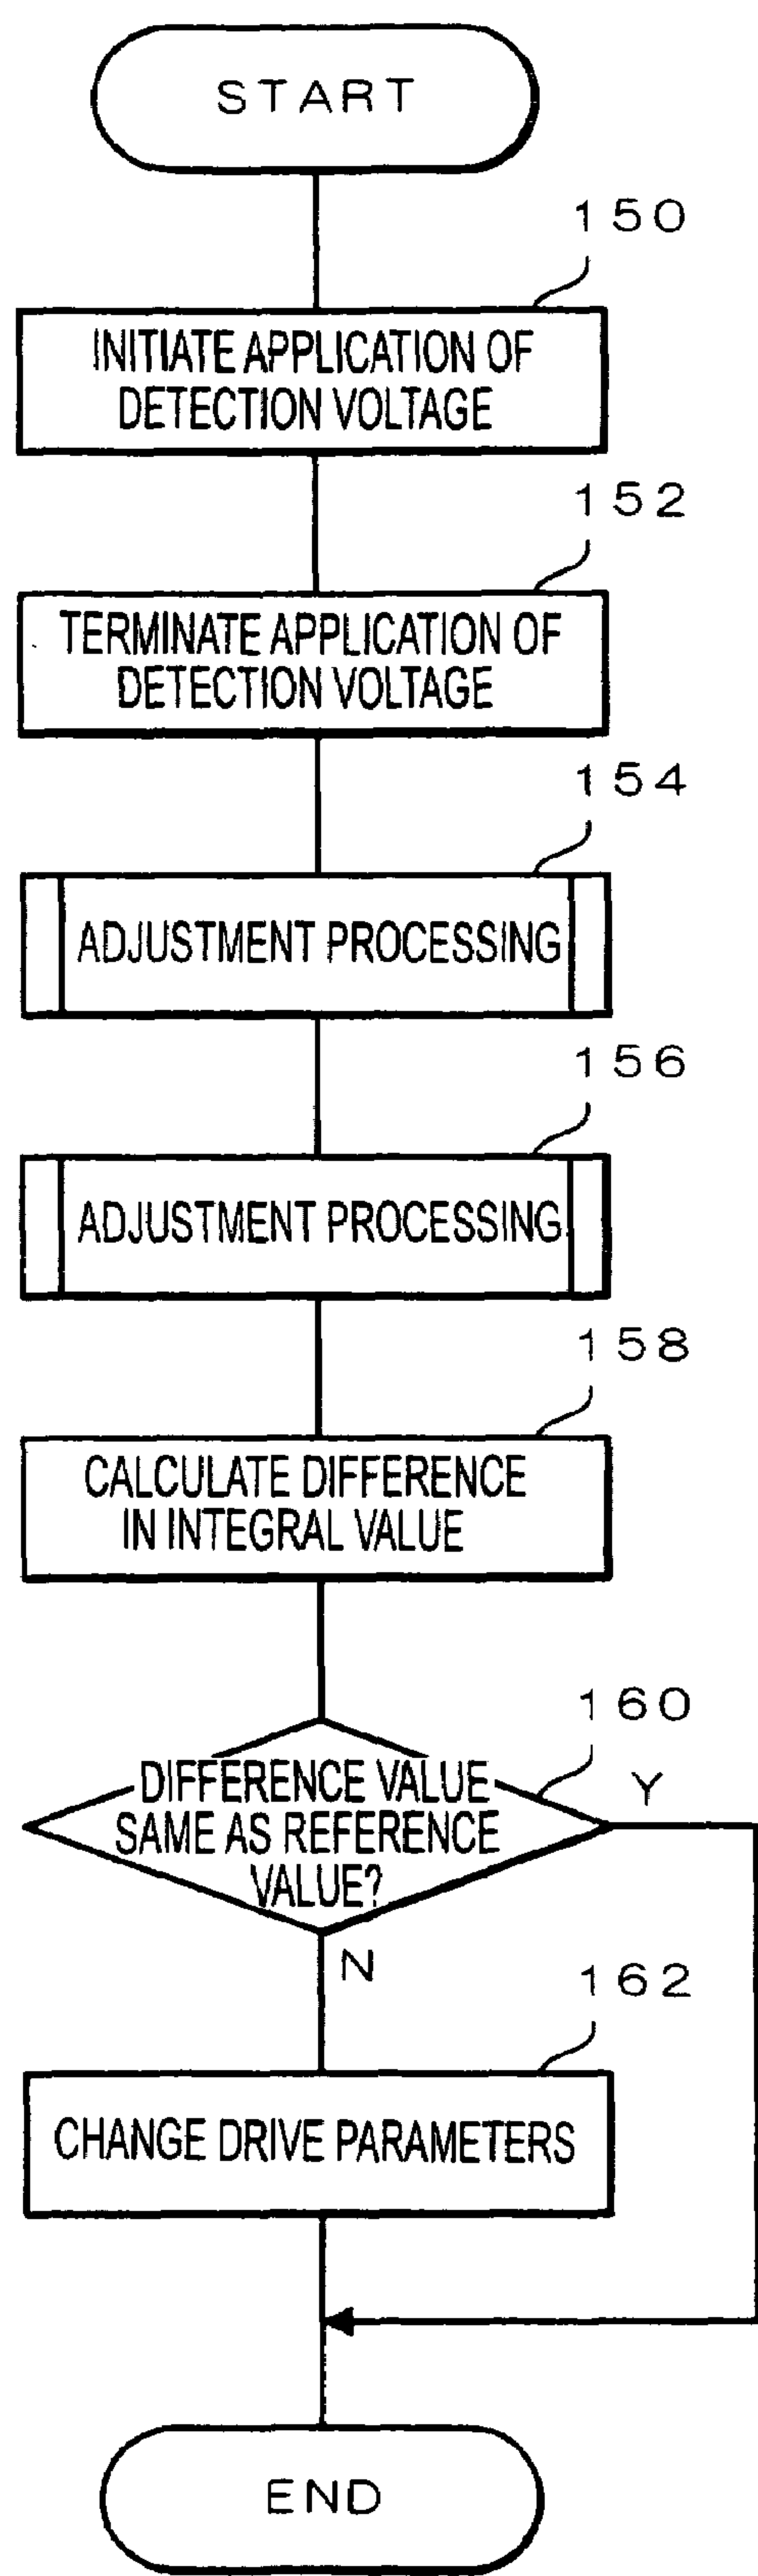 START
150
INITIATE APPLICATION OF
DETECTION VOLTAGE
152
TERMINATE APPLICATION OF
DETECTION VOLTAGE
154
ADJUSTMENT PROCESSING
156
ADJUSTMENT PROCESSING
158
CALCULATE DIFFERENCE
IN INTEGRAL VALUE
160
DIFFERENCE VALUE
SAME AS REFERENCE
VALUE?
Y
N
162
CHANGE DRIVE PARAMETERS
END